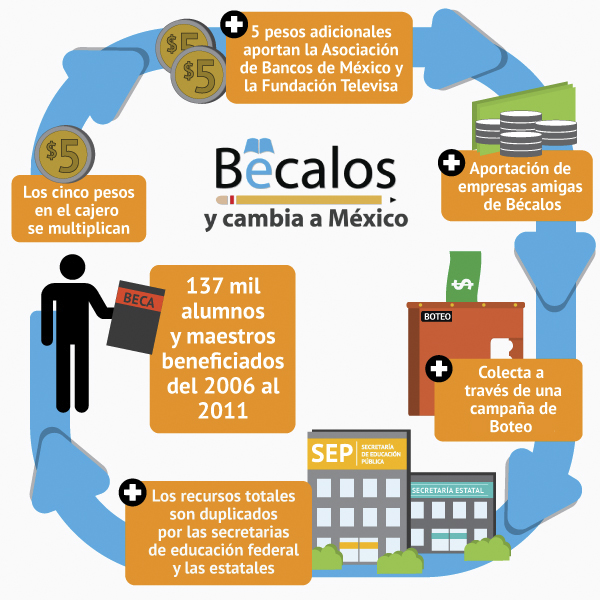 5 pesos adicionales
aportan la Asociación
de Bancos de México y
la Fundación Televisa
$5
$5
$5
Los cinco pesos
en el cajero
se multiplican
Bécalos
y cambia a México
Aportación de
empresas amigas
de Bécalos
BECA
137 mil
alumnos
y maestros
beneficiados
del 2006 al
2011
$
BOTEO
Colecta a
través de una
campaña de
Boteo
SEP
SECRETARÍA
DE EDUCACIÓN
PÚBLICA
SECRETARÍA ESTATAL
Los recursos totales
son duplicados
por las secretarias
de educación federal
y las estatales